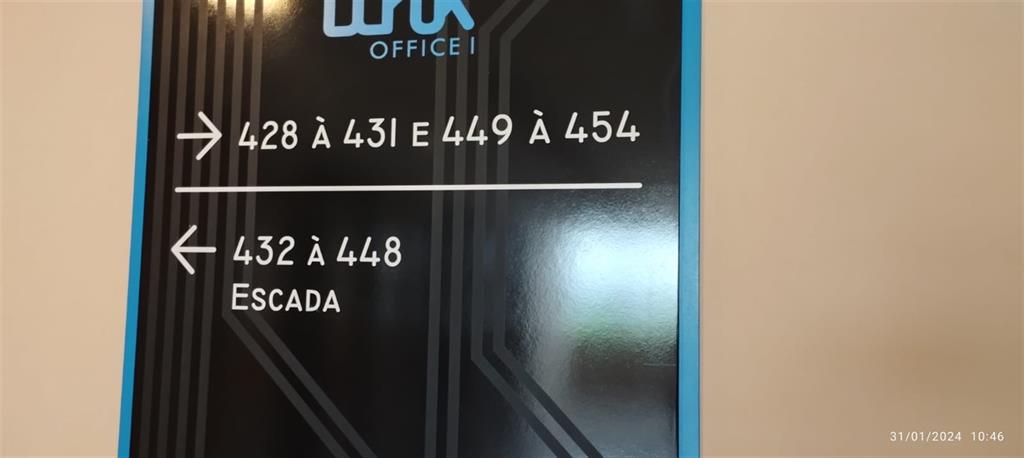 OFFICE I
→ 428 À 431 E 449 À 454
← 432 À 448
ESCADA
31/01/2024 10:46